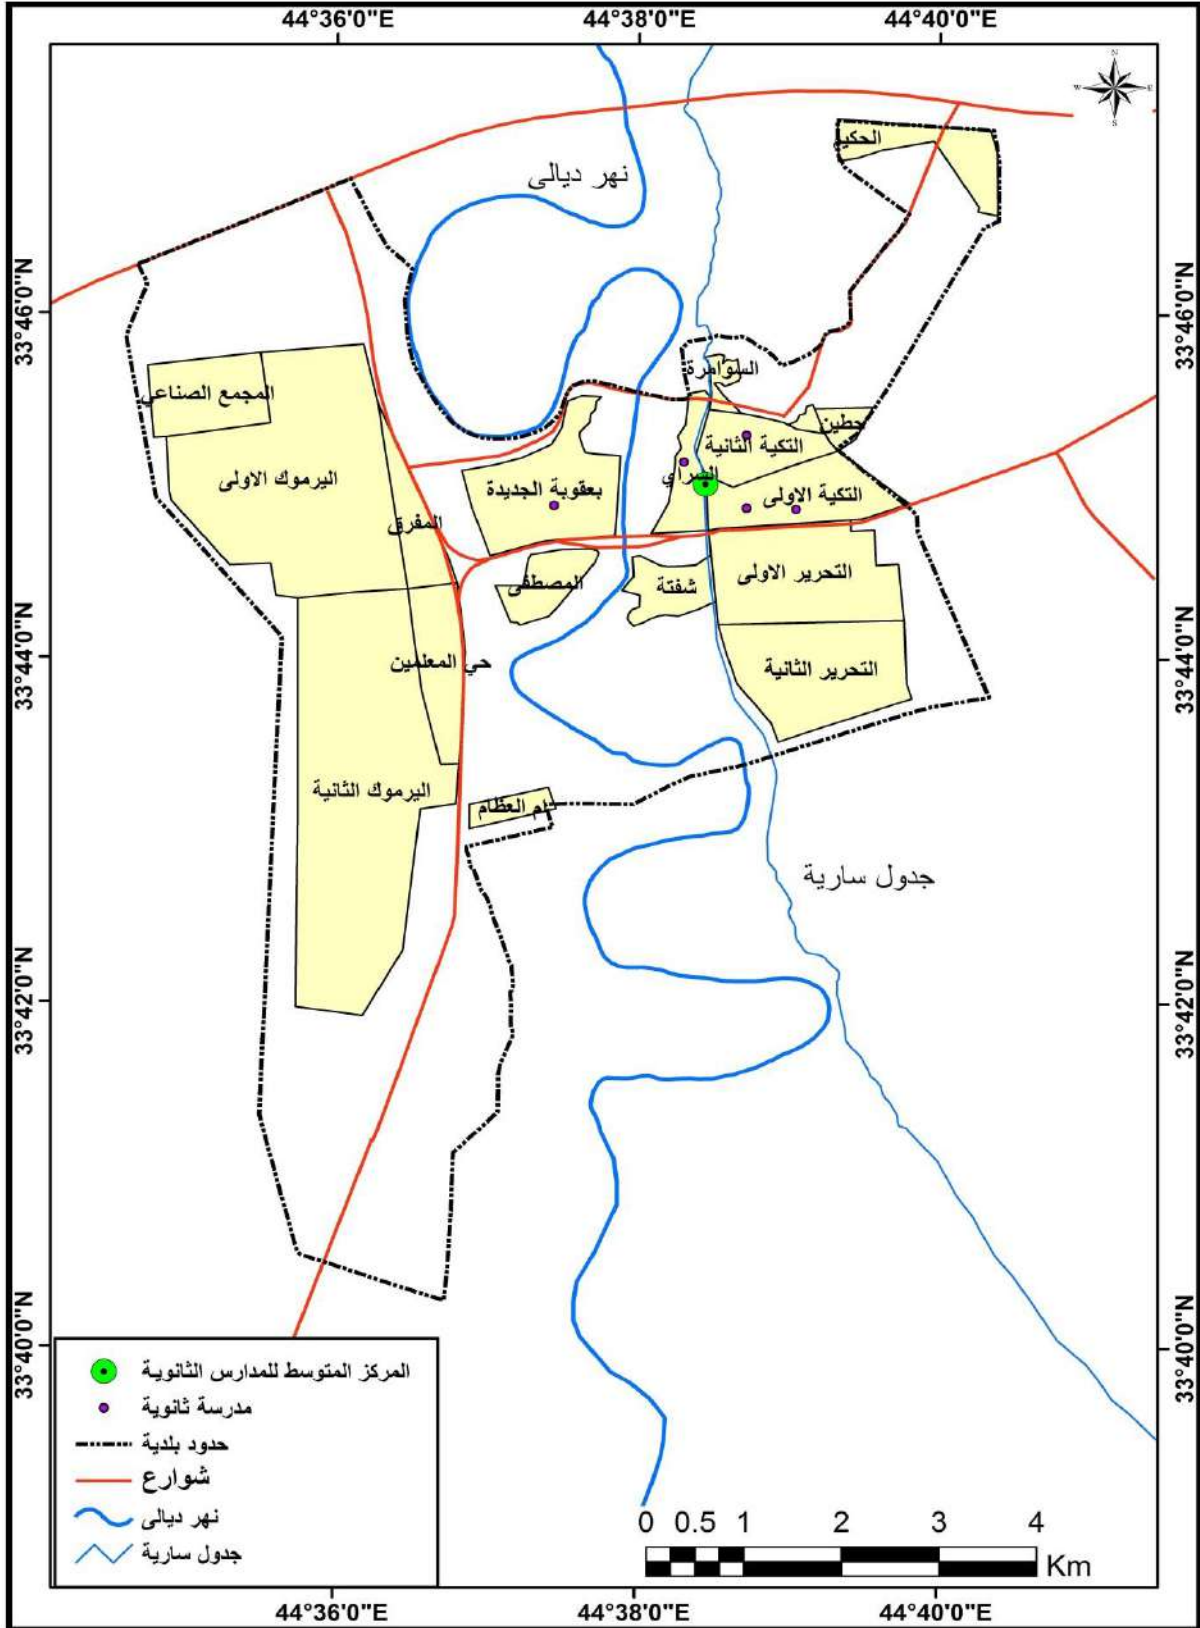 44°36'0"E 44°38'0"E 44°40'0"E
N
W E
S
الحكيم
نهر ديالى
33°46'0"N 33°46'0"N
السوامرة
المجمع الصناعي
حطين
التكية الثانية
اليرموك الاولى
السراي
بعقوبة الجديدة
التكية الاولى
المفرق
التحرير الاولى
المصطفى
شفتة
33°44'0"N 33°44'0"N
حي المعلمين
التحرير الثانية
اليرموك الثانية
ام العظام
جدول سارية
33°42'0"N 33°42'0"N
33°40'0"N 33°40'0"N
المركز المتوسط للمدارس الثانوية
مدرسة ثانوية
حدود بلدية
شوارع
نهر ديالى
جدول سارية
0 0.5 1 2 3 4
Km
44°36'0"E 44°38'0"E 44°40'0"E